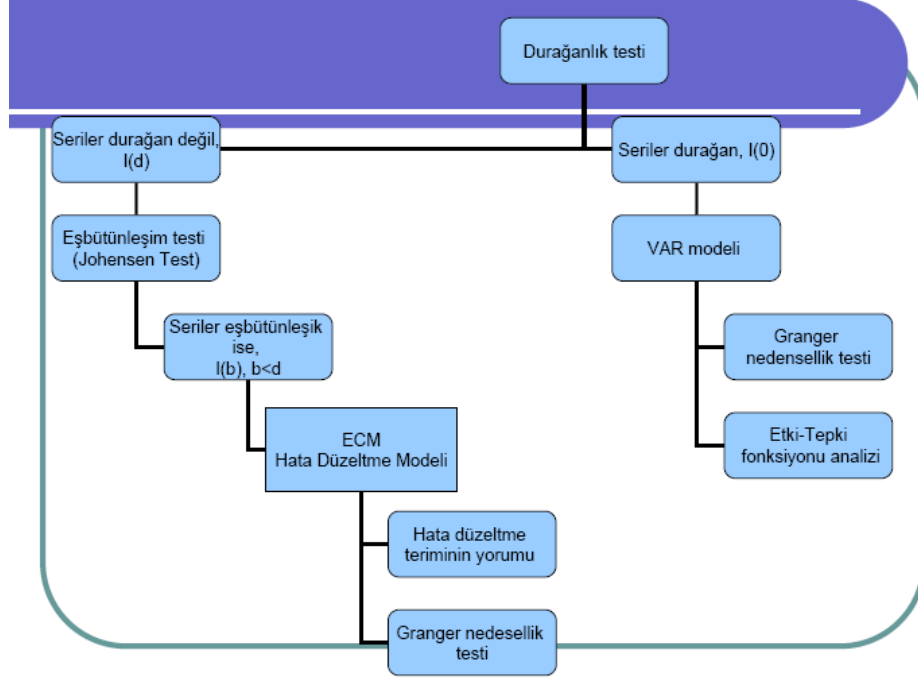 Durağanlık testi
Seriler durağan değil,
I(d)
Seriler durağan, I(0)
Eşbütünleşim testi
(Johensen Test)
VAR modeli
Seriler eşbütünleşik
ise,
I(b), b<d
Granger
nedensellik testi
ECM
Hata Düzeltme Modeli
Etki-Tepki
fonksiyonu analizi
Hata düzeltme
teriminin yorumu
Granger nedesellik
testi